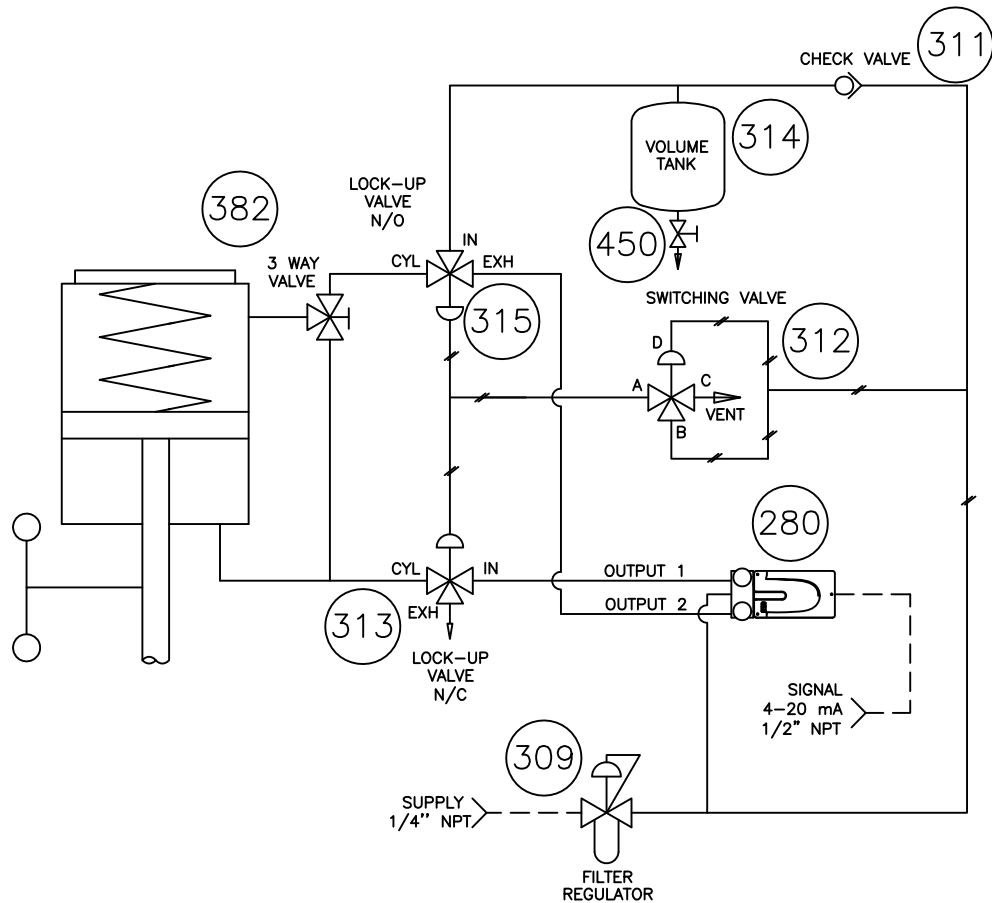 CHECK VALVE
311
VOLUME
TANK
314
450
382
LOCK-UP
VALVE
N/O
3 WAY
VALVE
CYL
IN
EXH
315
SWITCHING VALVE
312
D
A
C
B
VENT
280
CYL
IN
EXH
313
LOCK-UP
VALVE
N/C
OUTPUT 1
OUTPUT 2
SIGNAL
4-20 mA
1/2" NPT
309
SUPPLY
1/4'' NPT
FILTER
REGULATOR